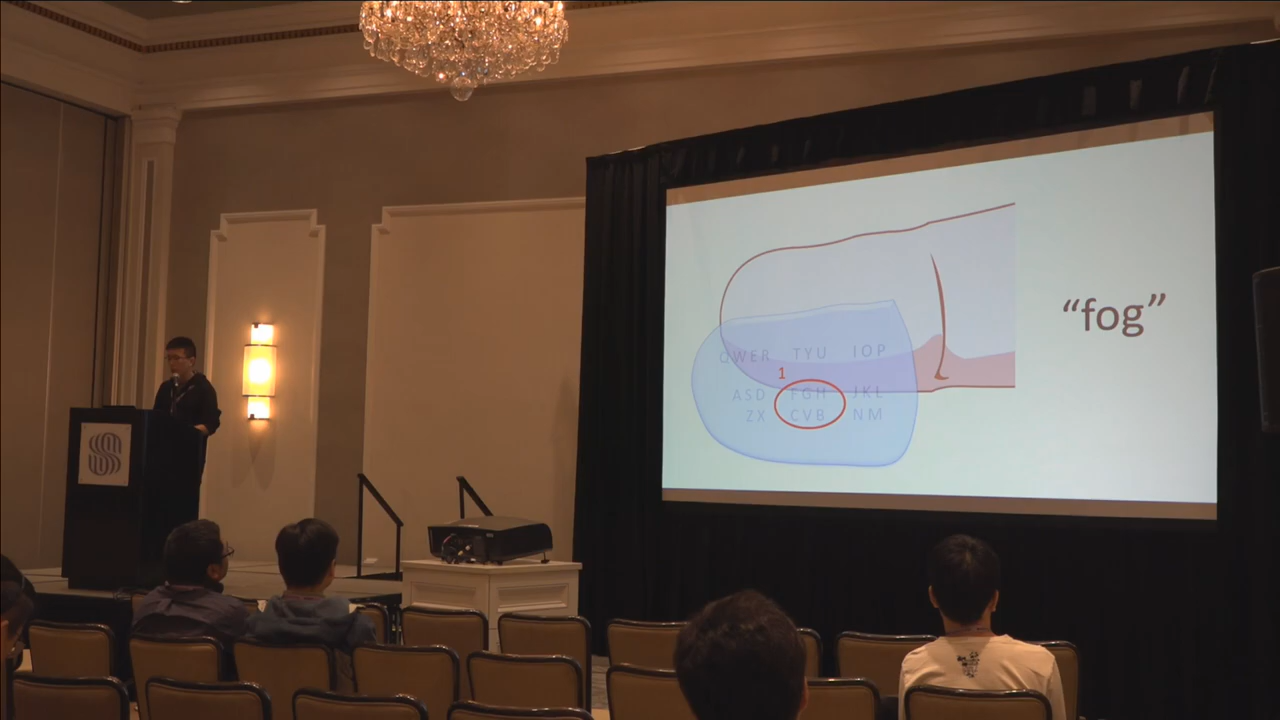 QWER TYU IOP
1
ASD FGH JKL
ZX CVB NM
“fog”